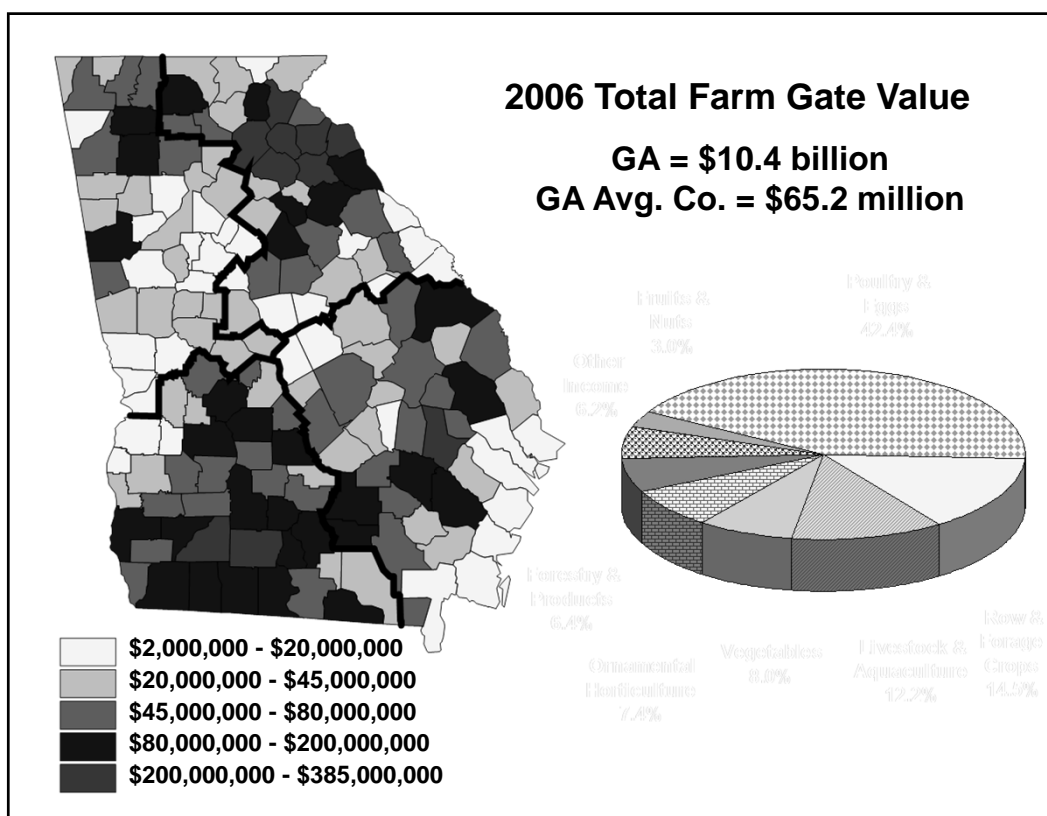 2006 Total Farm Gate Value
GA = $10.4 billion
GA Avg. Co. = $65.2 million
Fruits &
Nuts
3.0%
Poultry &
Eggs
42.4%
Other
Income
6.2%
Forestry &
Products
6.4%
Ornamental
Horticulture
7.4%
Vegetables
8.0%
Livestock &
Aquaculture
12.2%
Row &
Forage
Crops
14.5%
$2,000,000 - $20,000,000
$20,000,000 - $45,000,000
$45,000,000 - $80,000,000
$80,000,000 - $200,000,000
$200,000,000 - $385,000,000